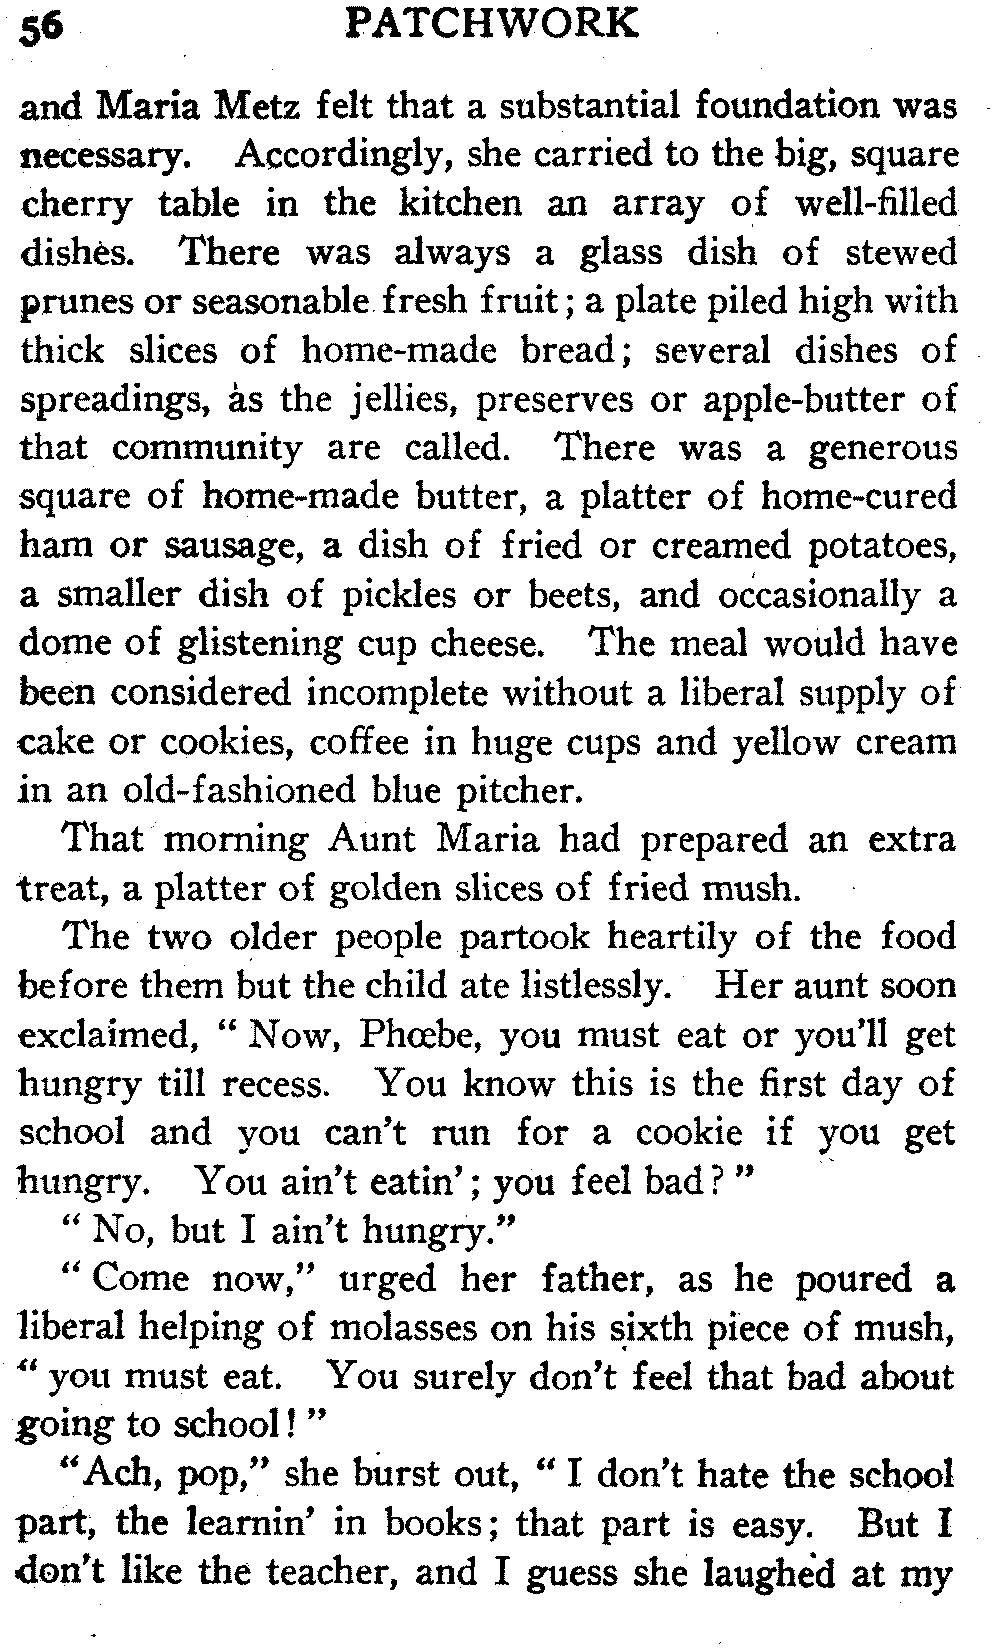 56 PATCHWORK
and Maria Metz felt that a substantial foundation was
necessary. Accordingly, she carried to the big, square
cherry table in the kitchen an array of well-filled
dishes. There was always a glass dish of stewed
prunes or seasonable fresh fruit; a plate piled high with
thick slices of home-made bread; several dishes of
spreadings, as the jellies, preserves or apple-butter of
that community are called. There was a generous
square of home-made butter, a platter of home-cured
ham or sausage, a dish of fried or creamed potatoes,
a smaller dish of pickles or beets, and occasionally a
dome of glistening cup cheese. The meal would have
been considered incomplete without a liberal supply of
cake or cookies, coffee in huge cups and yellow cream
in an old-fashioned blue pitcher.
That morning Aunt Maria had prepared an extra
treat, a platter of golden slices of fried mush.
The two older people partook heartily of the food
before them but the child ate listlessly. Her aunt soon
exclaimed, " Now, Phœbe, you must eat or you'll get
hungry till recess. You know this is the first day of
school and you can't run for a cookie if you get
hungry. You ain't eatin'; you feel bad? "
" No, but I ain't hungry."
" Come now," urged her father, as he poured a
liberal helping of molasses on his sixth piece of mush,
" you must eat. You surely don't feel that bad about
going to school! "
"Ach, pop," she burst out, " I don't hate the school
part, the learnin' in books; that part is easy. But I
don't like the teacher, and I guess she laughed at my